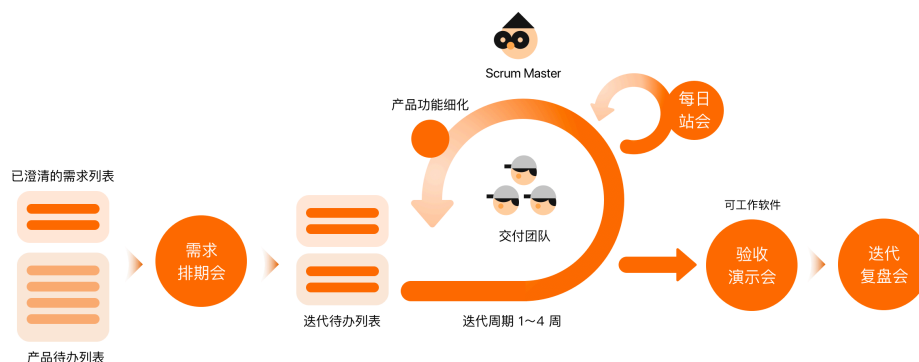 Scrum Master
产品功能细化
每日
站会
已澄清的需求列表
需求
排期会
交付团队
可工作软件
验收
演示会
迭代
复盘会
迭代待办列表
迭代周期 1～4 周
产品待办列表